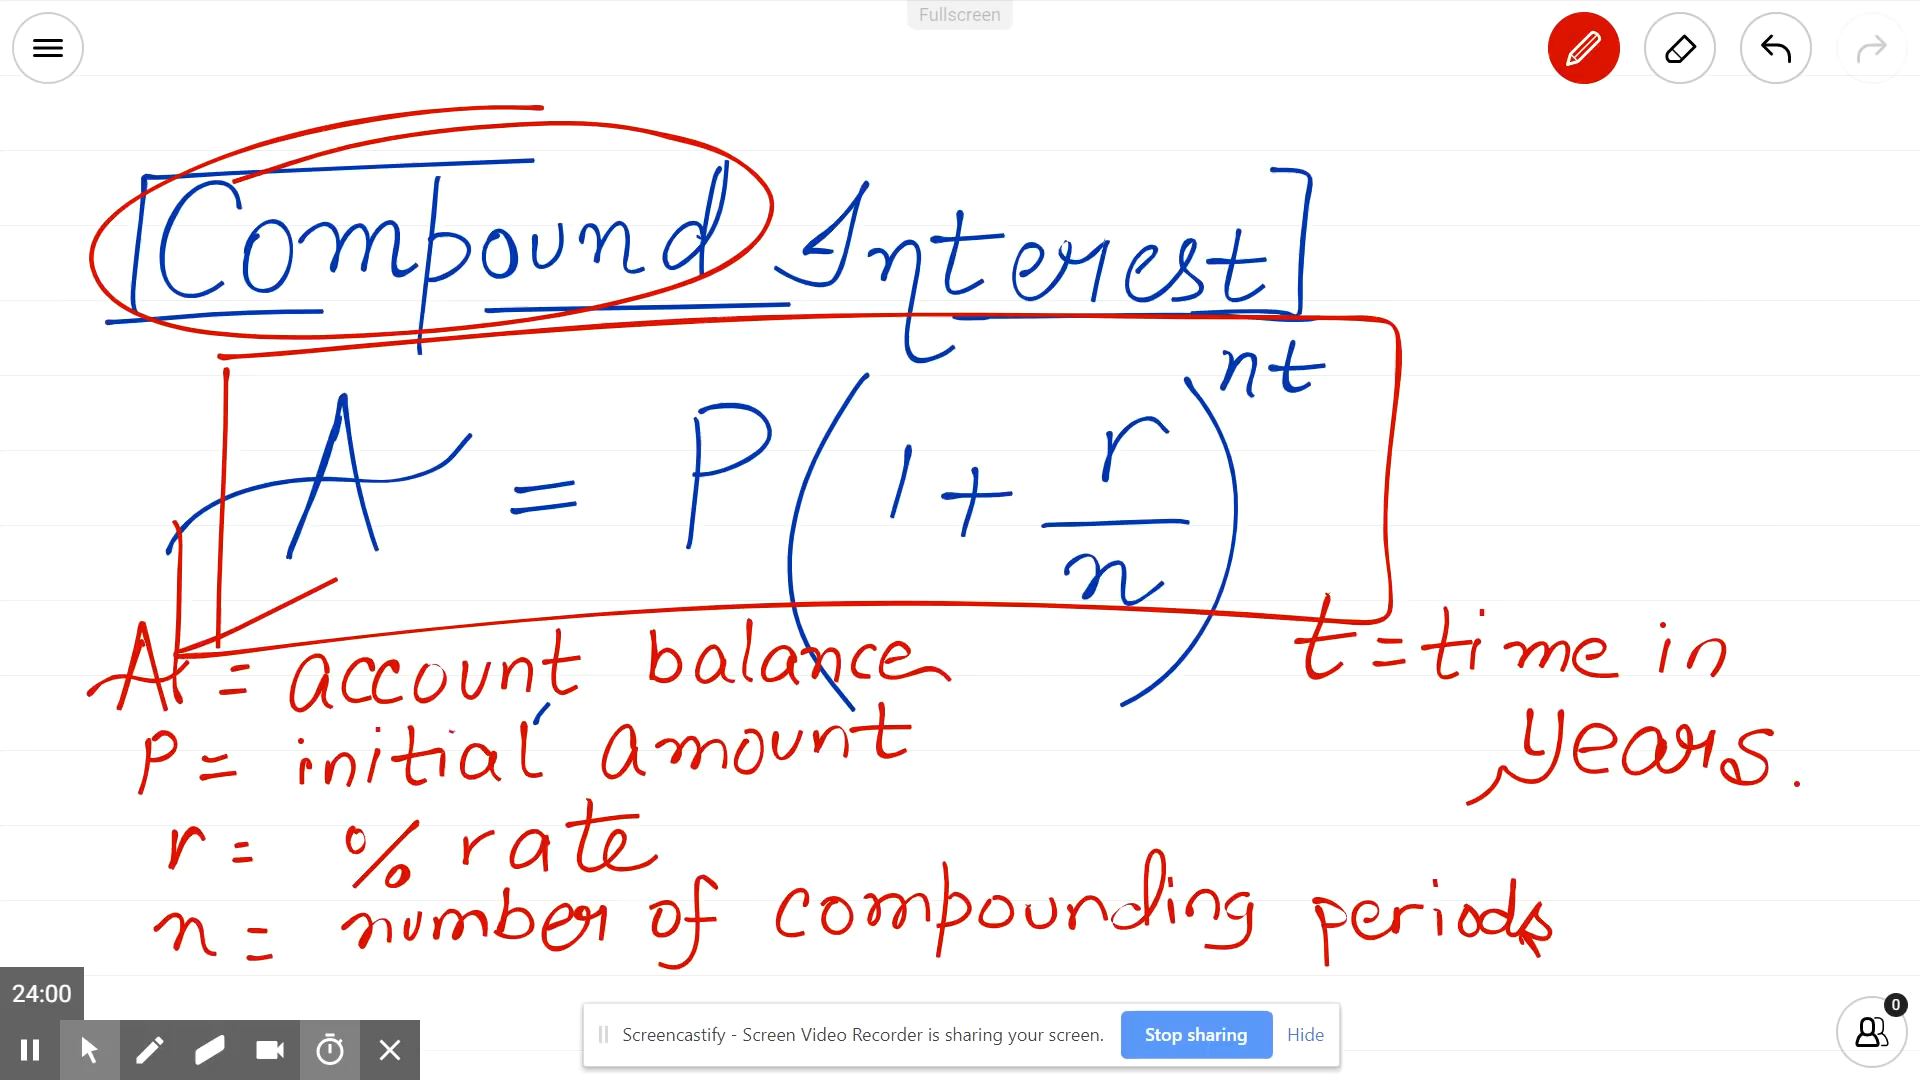 Fullscreen
Compound Interest
A = P(1 + r/n)^nt
A = account balance
t = time in years.
P = initial amount
r = % rate
n = number of compounding periods
24:00
Screencastify - Screen Video Recorder is sharing your screen. Stop sharing Hide
0